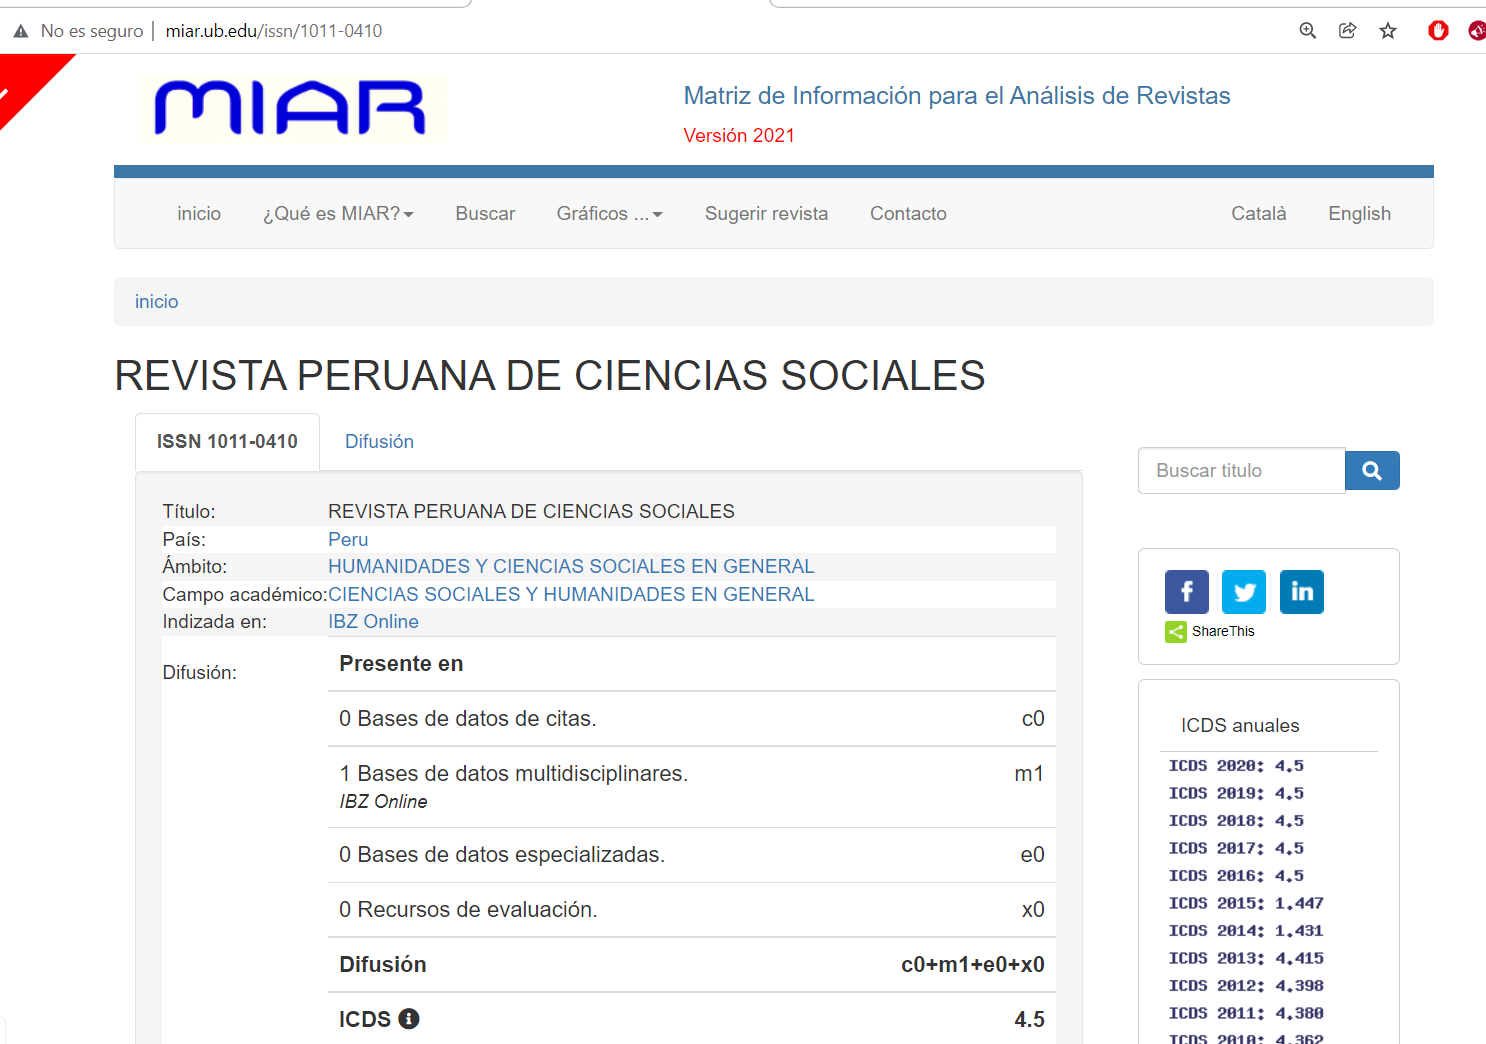 No es seguro | miar.ub.edu/issn/1011-0410
MIAR
Matriz de Información para el Análisis de Revistas
Versión 2021
inicio ¿Qué es MIAR? Buscar Gráficos ... Sugerir revista Contacto Català English
inicio
REVISTA PERUANA DE CIENCIAS SOCIALES
ISSN 1011-0410 Difusión
Título: REVISTA PERUANA DE CIENCIAS SOCIALES
País: Peru
Ámbito: HUMANIDADES Y CIENCIAS SOCIALES EN GENERAL
Campo académico: CIENCIAS SOCIALES Y HUMANIDADES EN GENERAL
Indizada en: IBZ Online
Difusión:
Presente en
0 Bases de datos de citas. c0
1 Bases de datos multidisciplinares. m1
IBZ Online
0 Bases de datos especializadas. e0
0 Recursos de evaluación. x0
Difusión c0+m1+e0+x0
ICDS 4.5
Buscar titulo
f in
ShareThis
ICDS anuales
ICDS 2020: 4.5
ICDS 2019: 4.5
ICDS 2018: 4.5
ICDS 2017: 4.5
ICDS 2016: 4.5
ICDS 2015: 1.447
ICDS 2014: 1.431
ICDS 2013: 4.415
ICDS 2012: 4.398
ICDS 2011: 4.380
ICDS 2010: 4.362